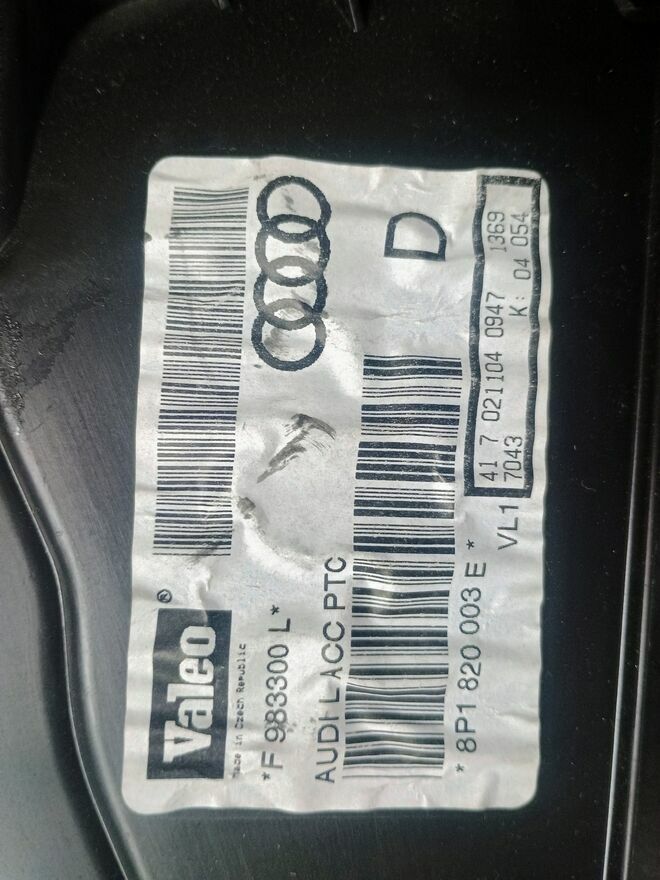 Valeo®
Made in Czech Republic
*F 983300 L*
AUDI L ACC PTC
D
*8P1 820 003 E*
VL1
41 7 021104 0947 1369
7043 K: 04 054